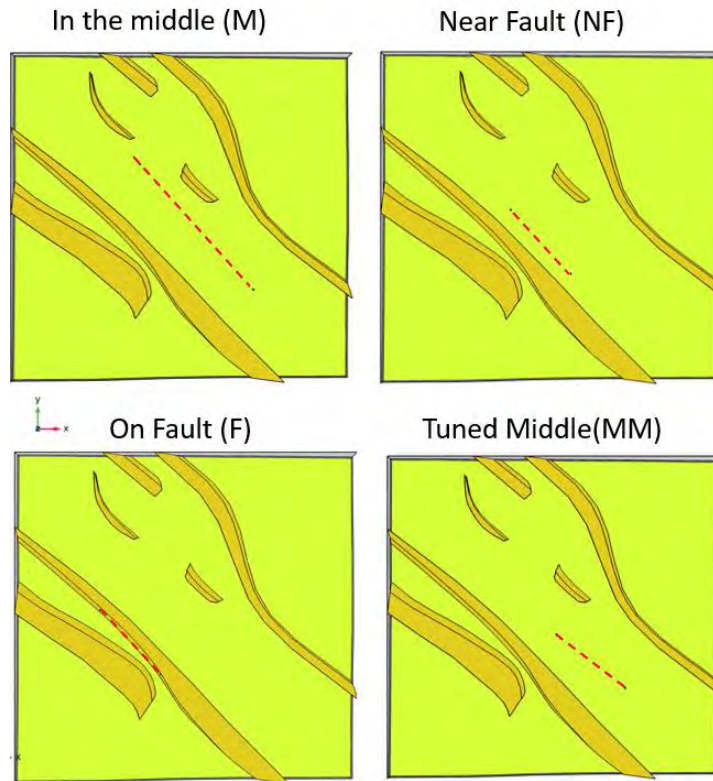 In the middle (M)
Near Fault (NF)
y
x
On Fault (F)
Tuned Middle(MM)
x